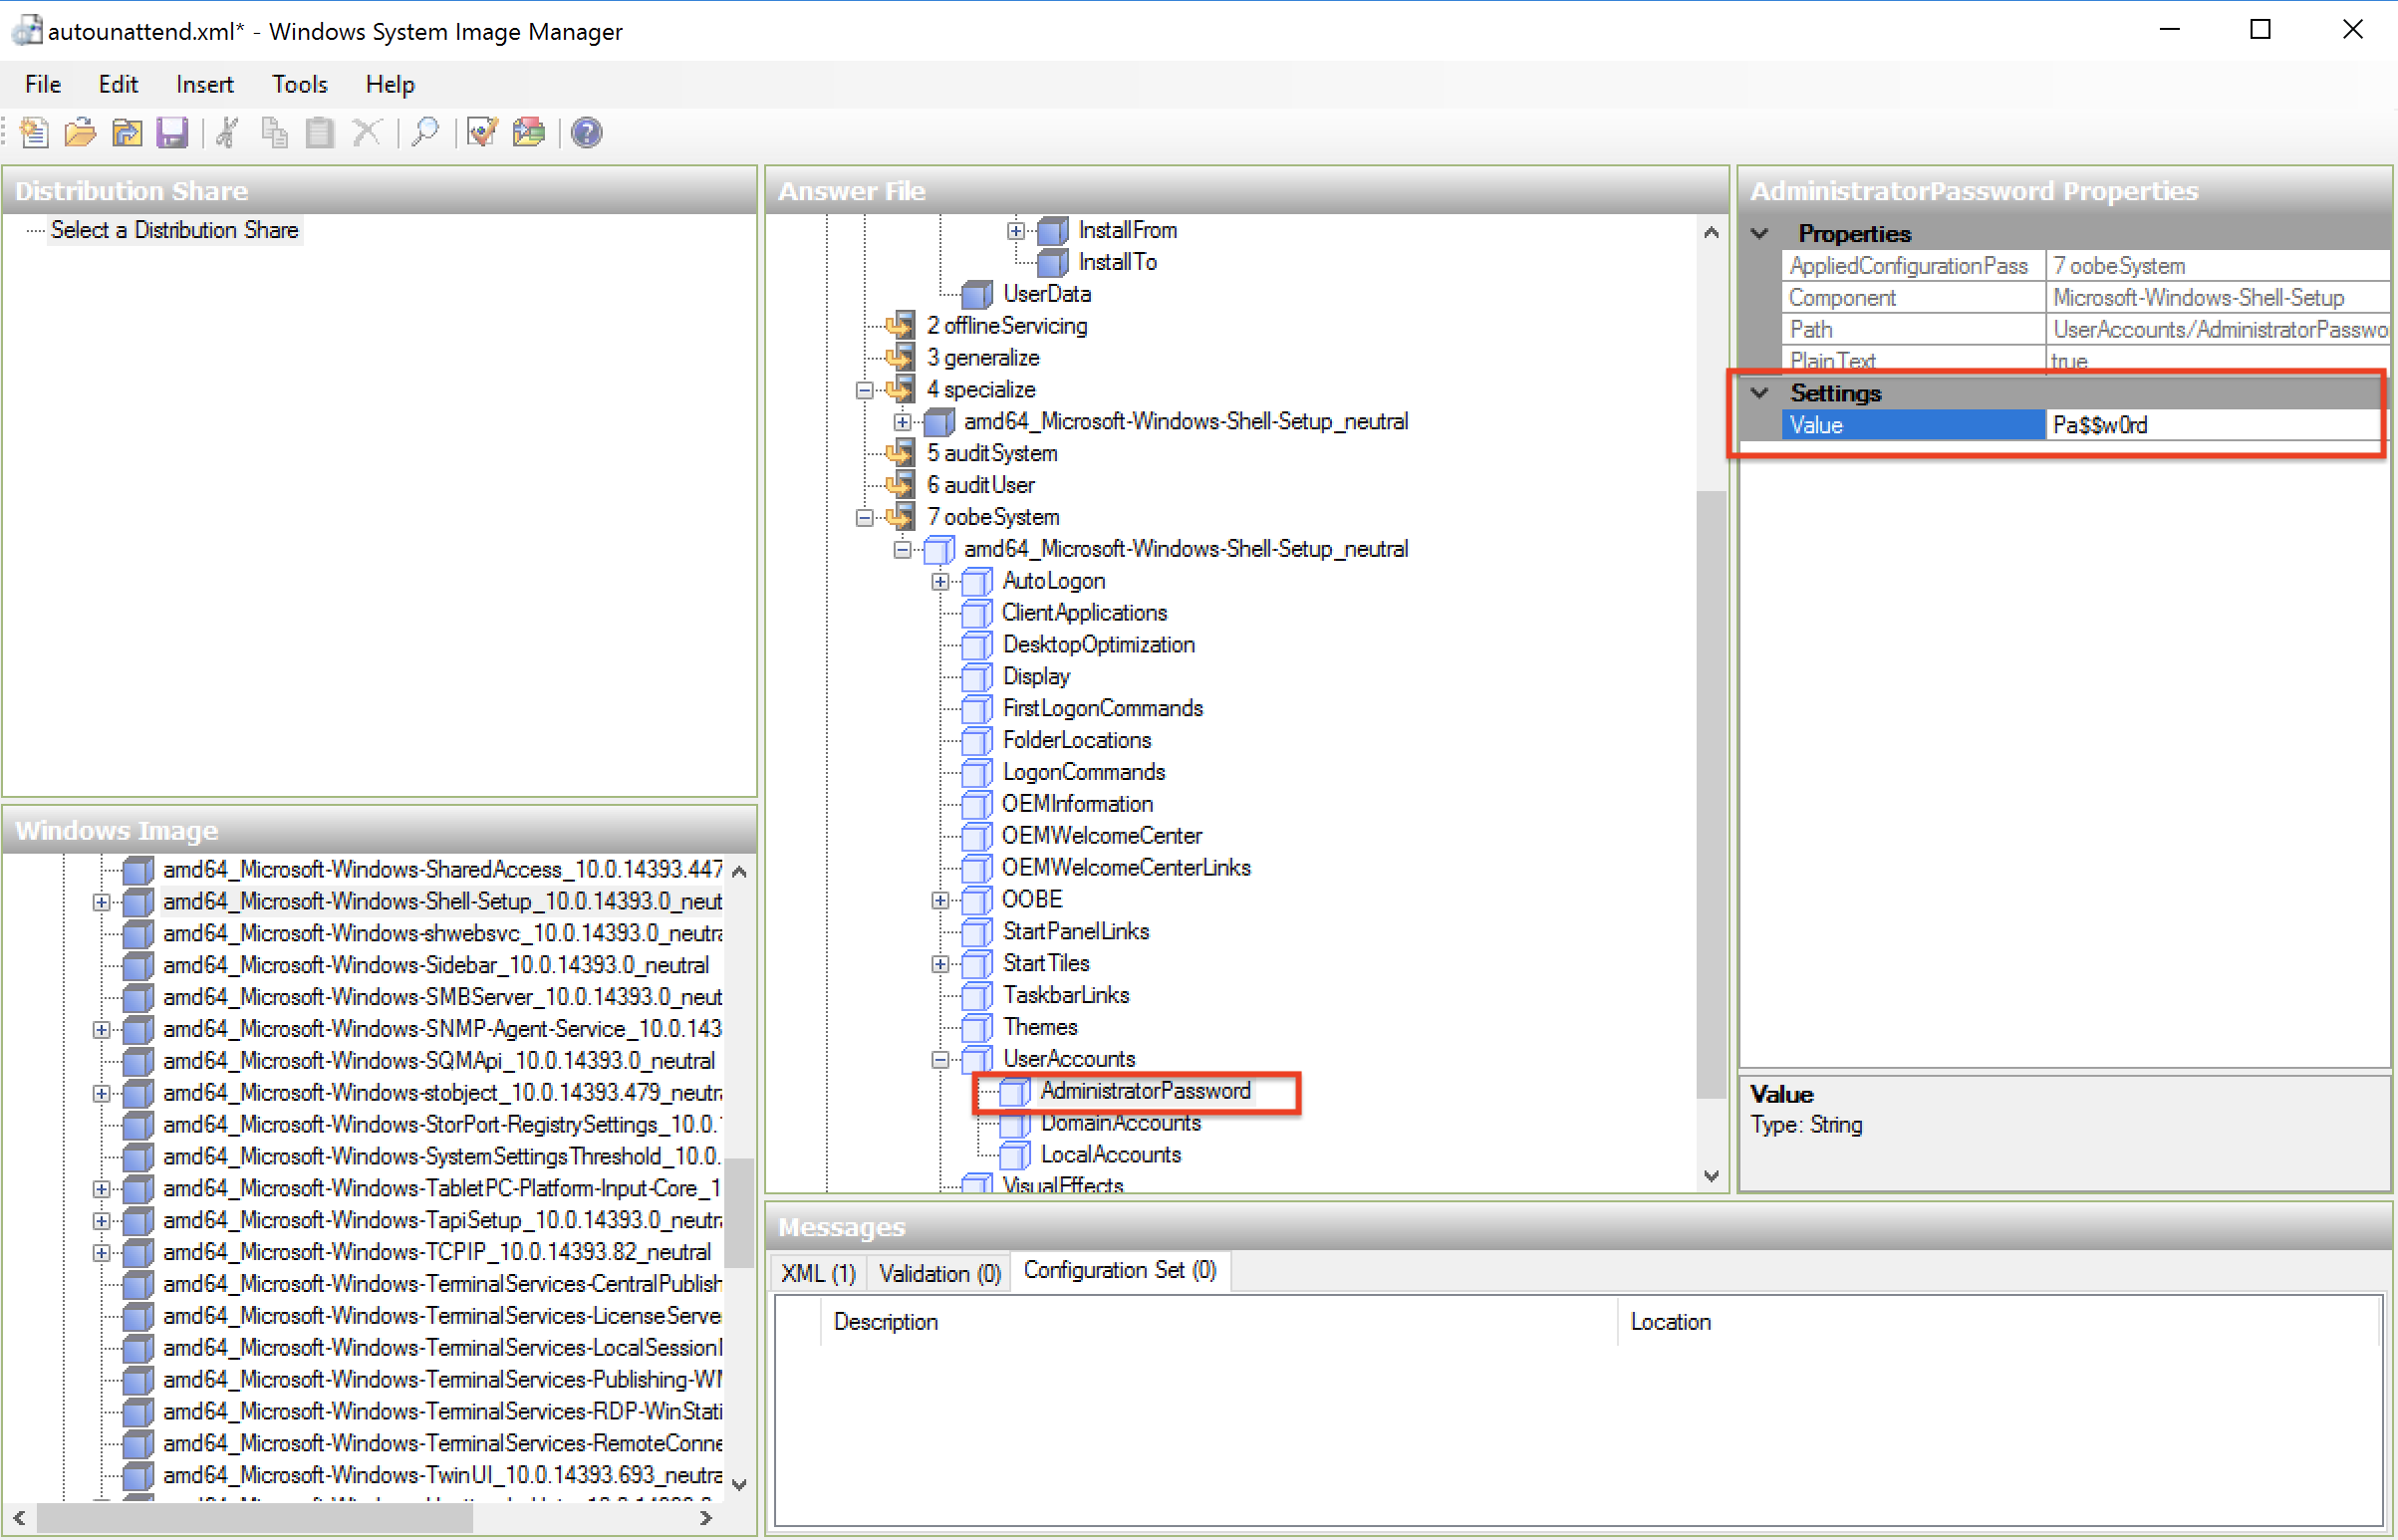 autounattend.xml* - Windows System Image Manager
File Edit Insert Tools Help
Distribution Share
Select a Distribution Share
Windows Image
amd64_Microsoft-Windows-SharedAccess_10.0.14393.447
amd64_Microsoft-Windows-Shell-Setup_10.0.14393.0_neut
amd64_Microsoft-Windows-shwebsvc_10.0.14393.0_neutra
amd64_Microsoft-Windows-Sidebar_10.0.14393.0_neutral
amd64_Microsoft-Windows-SMBServer_10.0.14393.0_neut
amd64_Microsoft-Windows-SNMP-Agent-Service_10.0.143
amd64_Microsoft-Windows-SQMApi_10.0.14393.0_neutral
amd64_Microsoft-Windows-stobject_10.0.14393.479_neutr
amd64_Microsoft-Windows-StorPort-RegistrySettings_10.0.
amd64_Microsoft-Windows-SystemSettingsThreshold_10.0.
amd64_Microsoft-Windows-TabletPC-Platform-Input-Core_1
amd64_Microsoft-Windows-TapiSetup_10.0.14393.0_neutr
amd64_Microsoft-Windows-TCPIP_10.0.14393.82_neutral
amd64_Microsoft-Windows-TerminalServices-CentralPublish
amd64_Microsoft-Windows-TerminalServices-LicenseServe
amd64_Microsoft-Windows-TerminalServices-LocalSession
amd64_Microsoft-Windows-TerminalServices-Publishing-WM
amd64_Microsoft-Windows-TerminalServices-RDP-WinStati
amd64_Microsoft-Windows-TerminalServices-RemoteConne
amd64_Microsoft-Windows-TwinUI_10.0.14393.693_neutra
Answer File
InstallFrom
InstallTo
UserData
2 offlineServicing
3 generalize
4 specialize
amd64_Microsoft-Windows-Shell-Setup_neutral
5 auditSystem
6 auditUser
7 oobeSystem
amd64_Microsoft-Windows-Shell-Setup_neutral
AutoLogon
ClientApplications
DesktopOptimization
Display
FirstLogonCommands
FolderLocations
LogonCommands
OEMInformation
OEMWelcomeCenter
OEMWelcomeCenterLinks
OOBE
StartPanelLinks
StartTiles
TaskbarLinks
Themes
UserAccounts
AdministratorPassword
DomainAccounts
LocalAccounts
VisualEffects
AdministratorPassword Properties
Properties
AppliedConfigurationPass 7 oobeSystem
Component Microsoft-Windows-Shell-Setup
Path UserAccounts/AdministratorPasswo
PlainText true
Settings
Value Pa$$w0rd
Value
Type: String
Messages
XML (1) Validation (0) Configuration Set (0)
Description Location